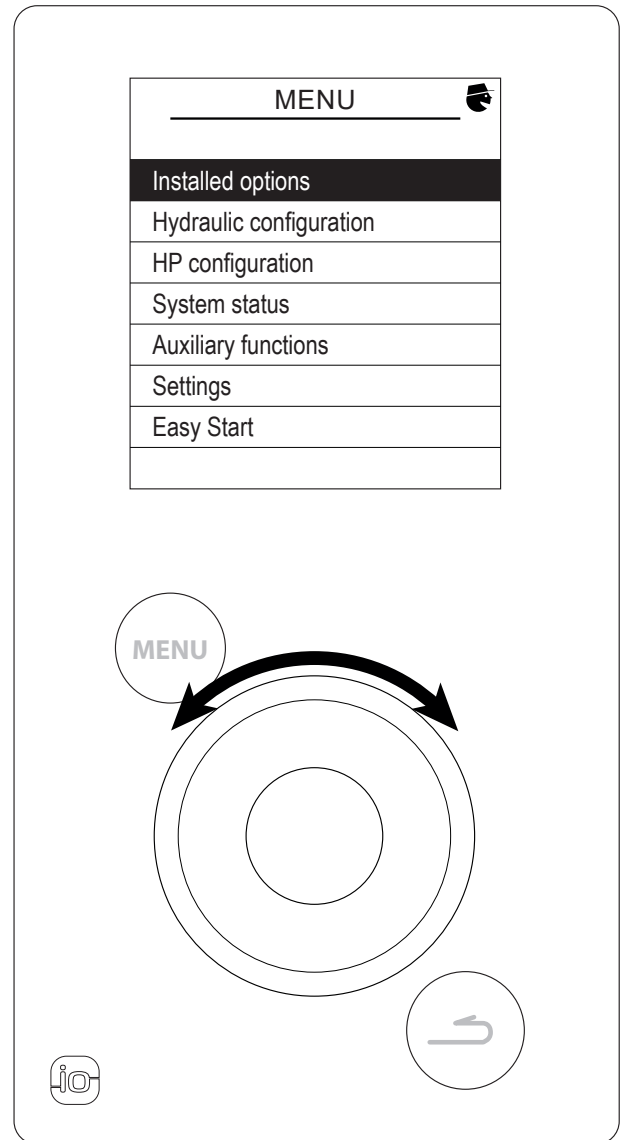 MENU
Installed options
Hydraulic configuration
HP configuration
System status
Auxiliary functions
Settings
Easy Start
MENU
io